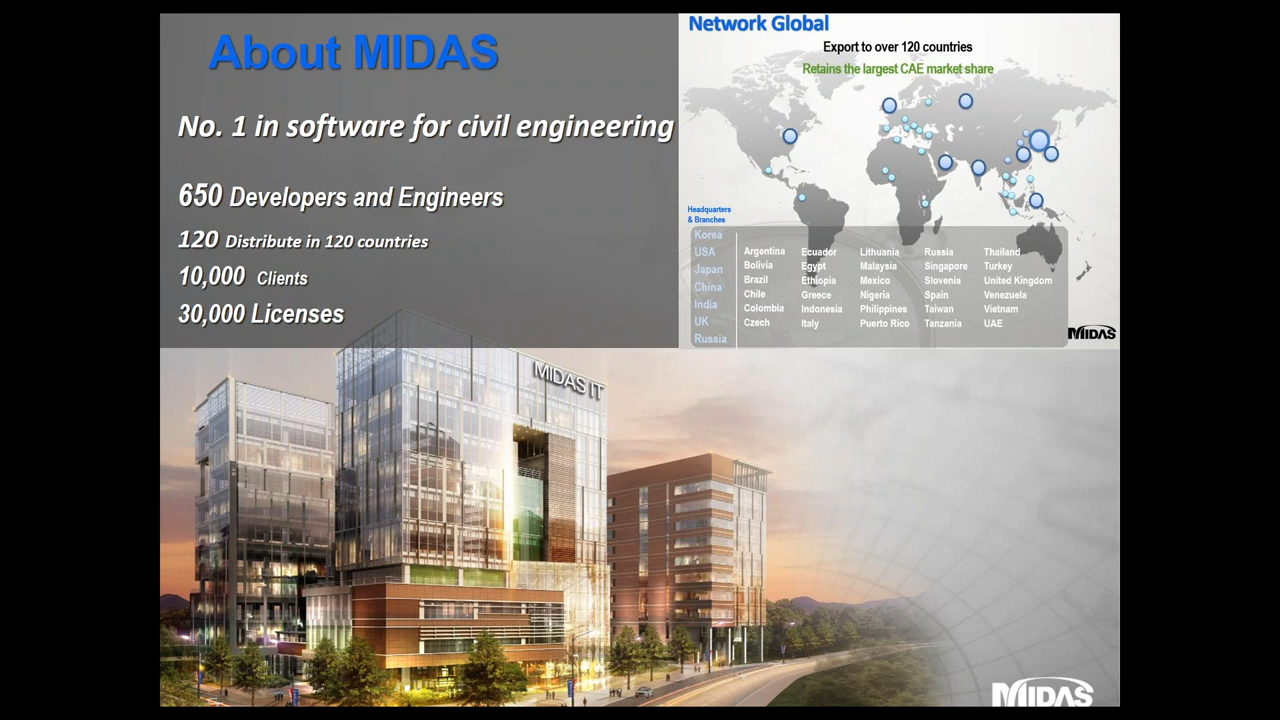 About MIDAS
No. 1 in software for civil engineering
650 Developers and Engineers
120 Distribute in 120 countries
10,000 Clients
30,000 Licenses
Network Global
Export to over 120 countries
Retains the largest CAE market share
Headquarters
& Branches
Korea
USA
Japan
China
India
UK
Russia
Argentina Ecuador Lithuania Russia Thailand
Bolivia Egypt Malaysia Singapore Turkey
Brazil Ethiopia Mexico Slovenia United Kingdom
Chile Greece Nigeria Spain Venezuela
Colombia Indonesia Philippines Taiwan Vietnam
Czech Italy Puerto Rico Tanzania UAE
MIDAS
MIDAS IT
MIDAS